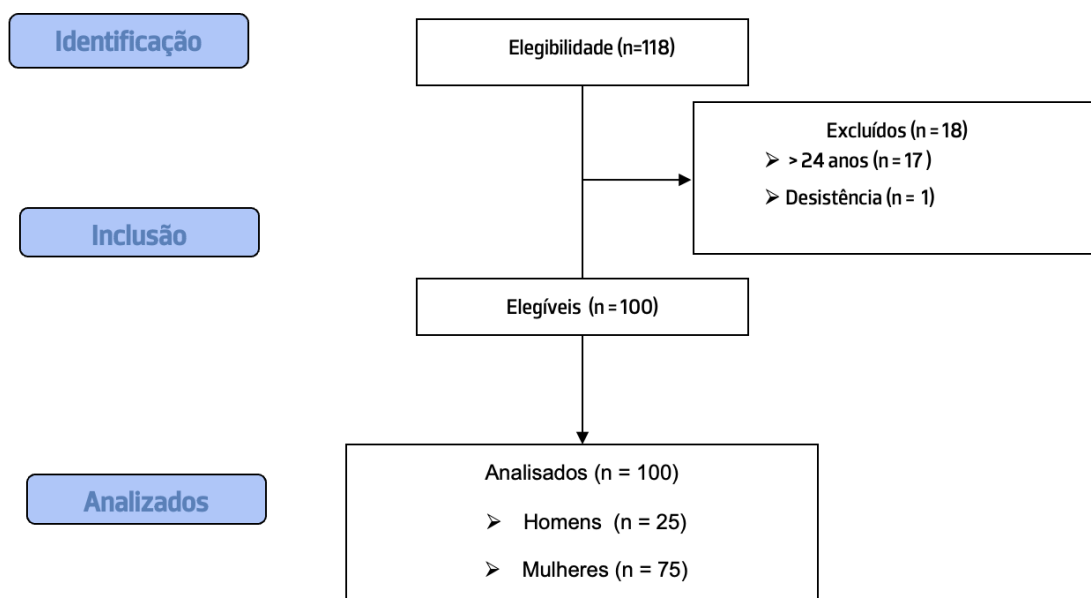 Identificação
Elegibilidade (n=118)
Excluídos (n = 18)
➢ > 24 anos (n = 17 )
➢ Desistência (n = 1)
Inclusão
Elegíveis (n = 100)
Analizados
Analisados (n = 100)
➢ Homens (n = 25)
➢ Mulheres (n = 75)